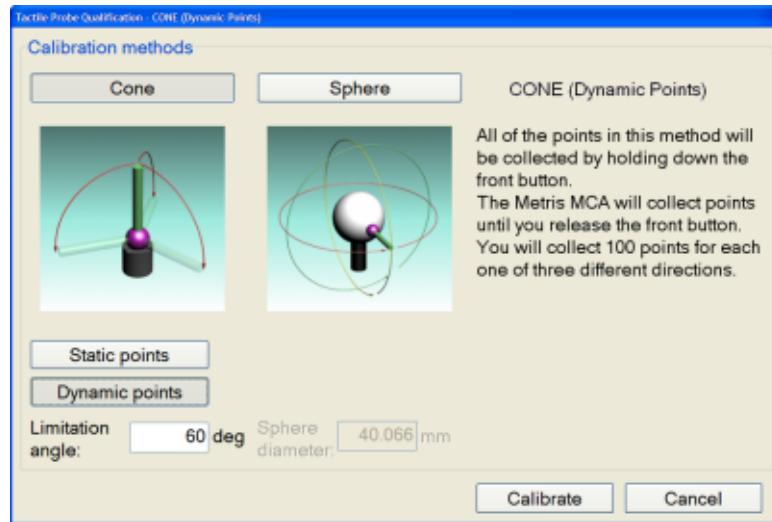 Tactile Probe Qualification - CONE (Dynamic Points)
Calibration methods
Cone
Sphere
CONE (Dynamic Points)
All of the points in this method will
be collected by holding down the
front button.
The Metris MCA will collect points
until you release the front button.
You will collect 100 points for each
one of three different directions.
Static points
Dynamic points
Limitation
angle:
60 deg
Sphere
diameter:
40.066 mm
Calibrate
Cancel